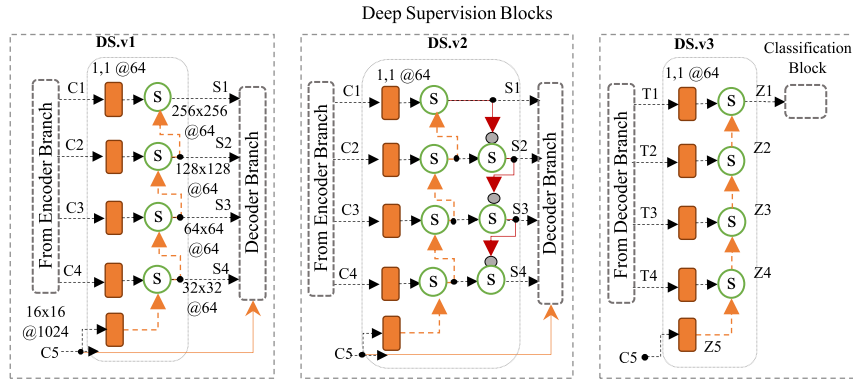 Deep Supervision Blocks
DS.v1
1,1 @64
From Encoder Branch
C1
S
S1
256x256
@64
C2
S
S2
128x128
@64
C3
S
S3
64x64
@64
C4
S
S4
32x32
@64
16x16
@1024
C5
Decoder Branch
DS.v2
1,1 @64
From Encoder Branch
C1
S
S1
C2
S
S
S2
C3
S
S
S3
C4
S
S
S4
C5
Decoder Branch
DS.v3
1,1 @64
Classification
Block
From Decoder Branch
T1
S
Z1
T2
S
Z2
T3
S
Z3
T4
S
Z4
C5
Z5